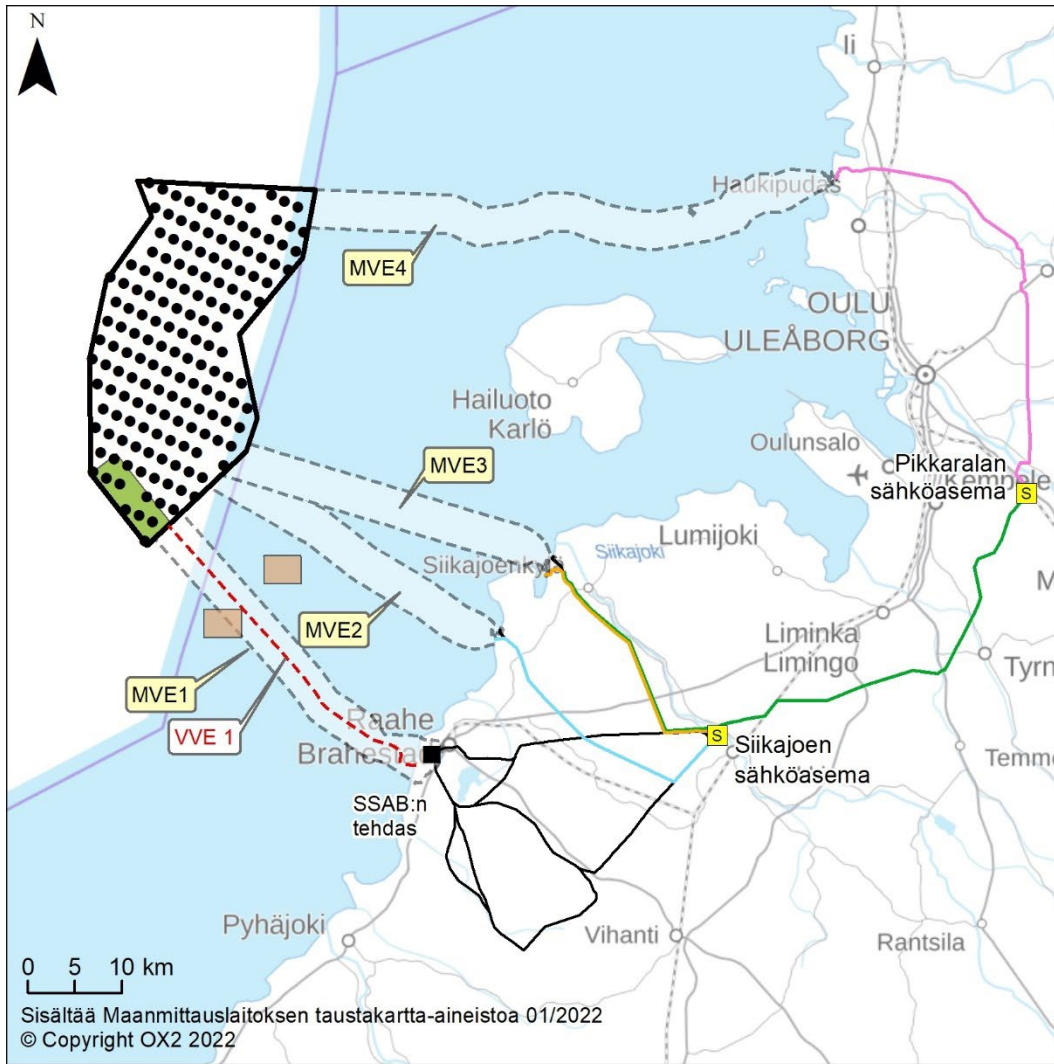 N
Ii
Haukipudas
MVE4
OULU
ULEÅBORG
Hailuoto
Karlö
Oulunsalo
MVE3
Pikkaralan
sähköasema
Kempele
S
Lumijoki
Siikajoki
MVE2
Liminka
Limingo
MVE1
VVE 1
Raahe
S
Siikajoen
sähköasema
SSAB:n
tehdas
Pyhäjoki
Vihanti
Rantsila
0 5 10 km
Sisältää Maanmittauslaitoksen taustakartta-aineistoa 01/2022
© Copyright OX2 2022